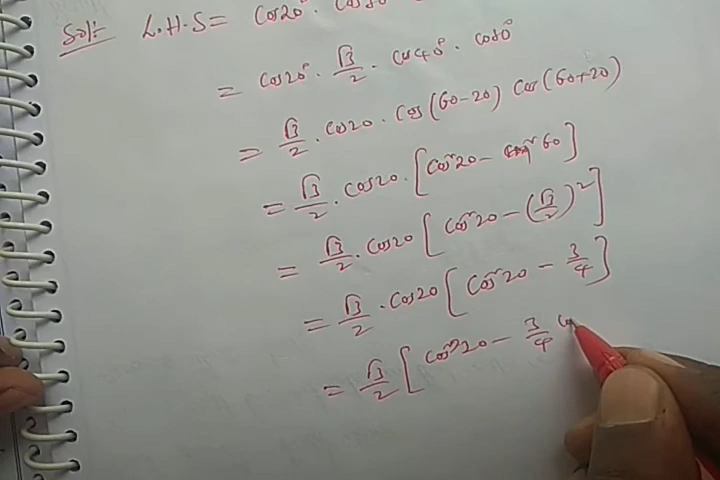 Sol:- L.H.S = cos20° . cos30°
= cos20° . √3/2 . cos40° . cos80°
= √3/2 . cos20 . cos(60-20) cos(60+20)
= √3/2 . cos20 . [cos²20 - sin²60]
= √3/2 . cos20 [cos²20 - (√3/2)²]
= √3/2 . cos20 [cos²20 - 3/4]
= √3/2 [cos³20 - 3/4 co